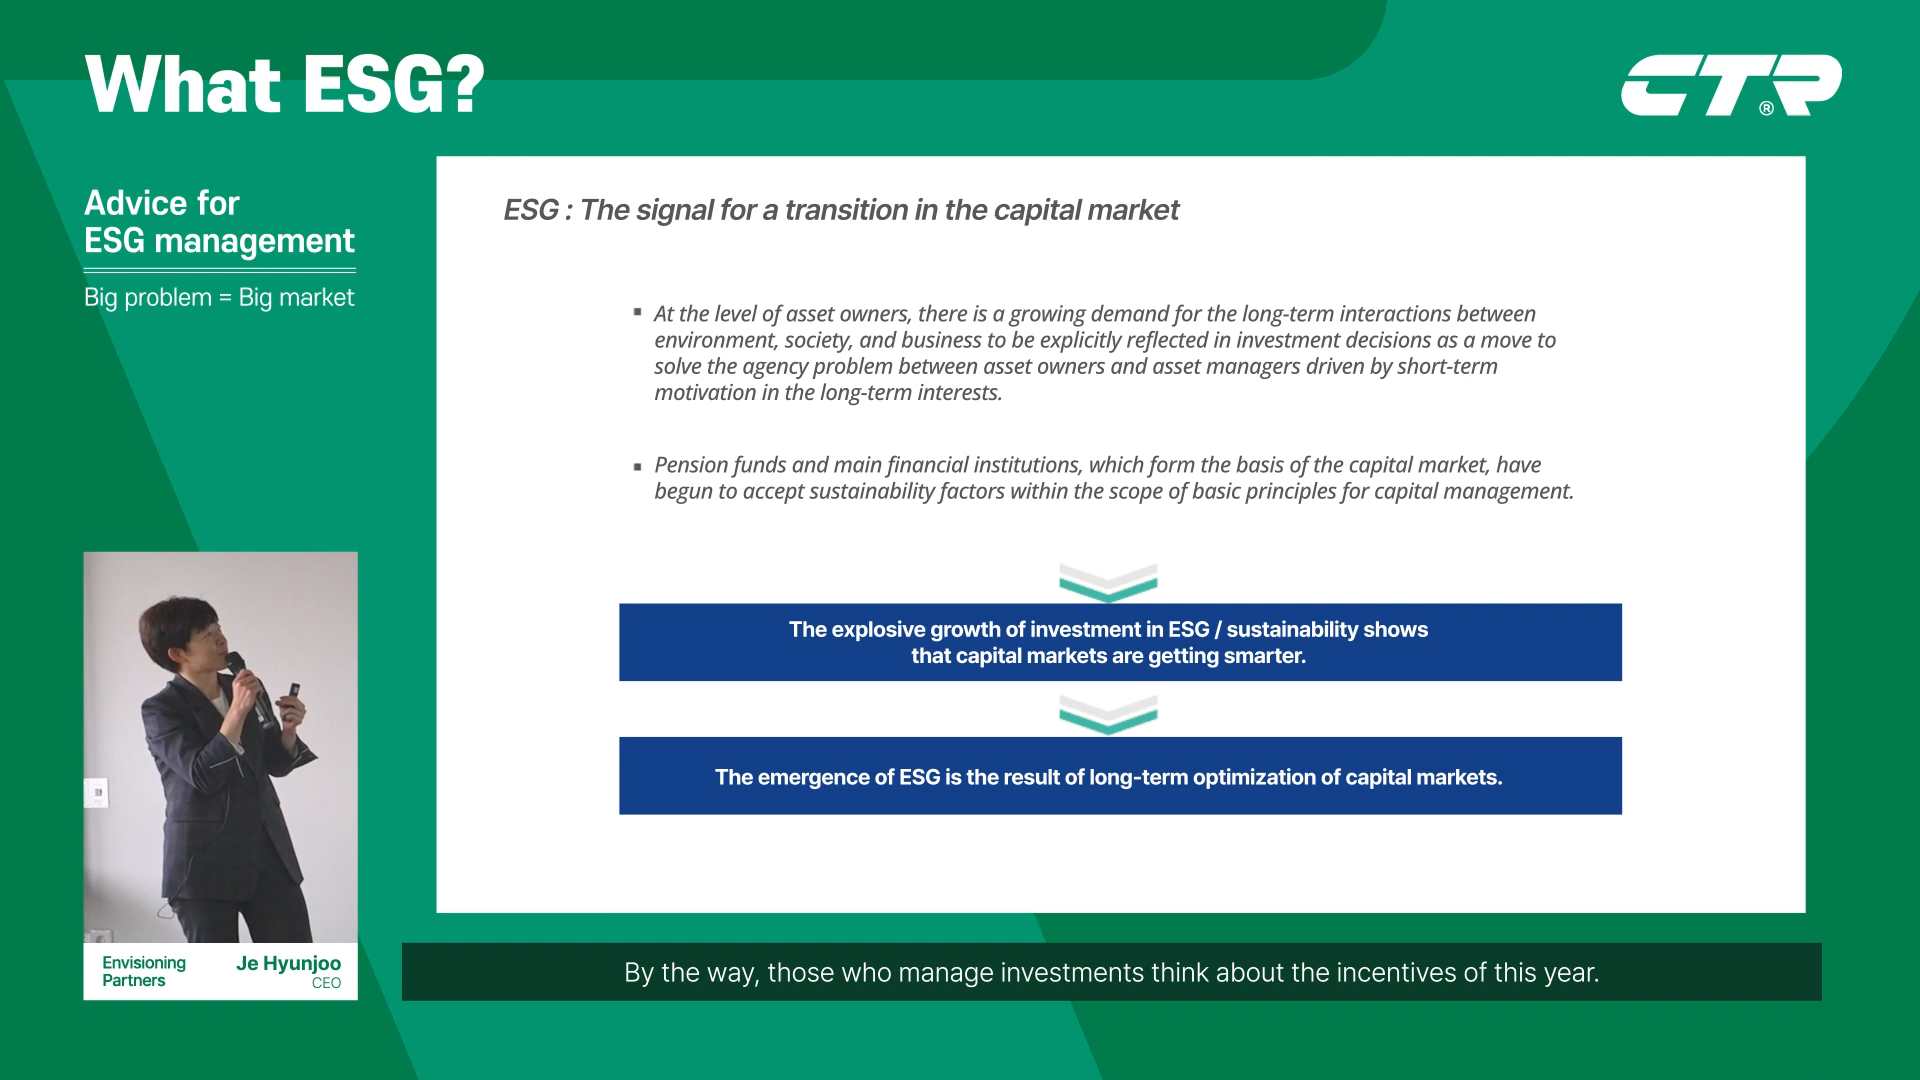 What ESG?
CTR®
Advice for
ESG management
Big problem = Big market
ESG : The signal for a transition in the capital market
▪ At the level of asset owners, there is a growing demand for the long-term interactions between
environment, society, and business to be explicitly reflected in investment decisions as a move to
solve the agency problem between asset owners and asset managers driven by short-term
motivation in the long-term interests.
▪ Pension funds and main financial institutions, which form the basis of the capital market, have
begun to accept sustainability factors within the scope of basic principles for capital management.
The explosive growth of investment in ESG / sustainability shows
that capital markets are getting smarter.
The emergence of ESG is the result of long-term optimization of capital markets.
Envisioning
Partners
Je Hyunjoo
CEO
By the way, those who manage investments think about the incentives of this year.